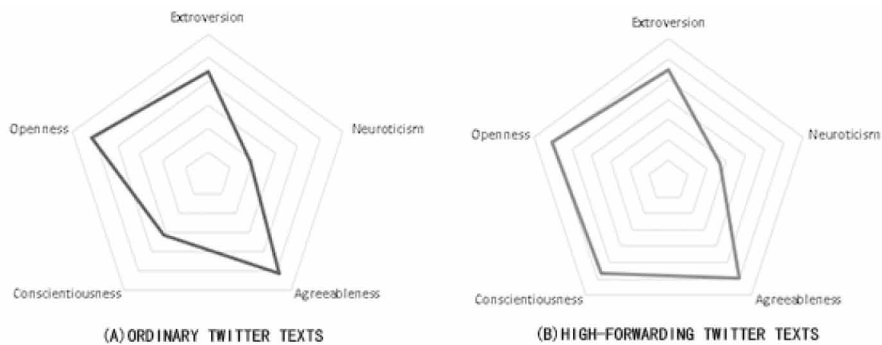 Extroversion
Openness
Neuroticism
Conscientiousness
Agreeableness
(A)ORDINARY TWITTER TEXTS
Extroversion
Openness
Neuroticism
Conscientiousness
Agreeableness
(B)HIGH-FORWARDING TWITTER TEXTS